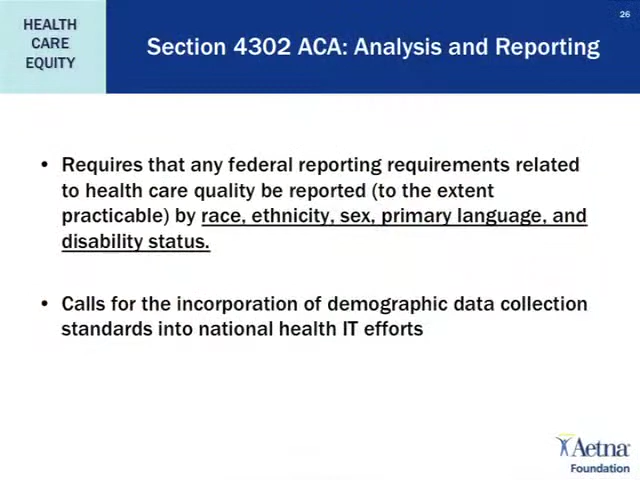 26
HEALTH
CARE
EQUITY
Section 4302 ACA: Analysis and Reporting
• Requires that any federal reporting requirements related
to health care quality be reported (to the extent
practicable) by race, ethnicity, sex, primary language, and
disability status.
• Calls for the incorporation of demographic data collection
standards into national health IT efforts
Aetna
Foundation